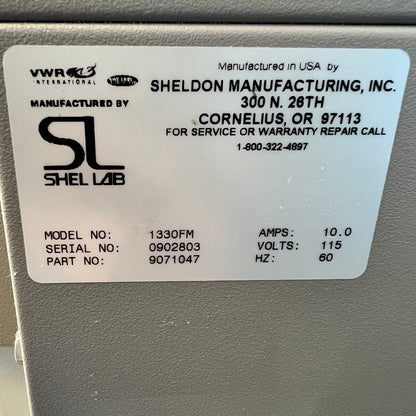 VWR
INTERNATIONAL
MANUFACTURED BY
SL
SHEL LAB
Manufactured in USA by
SHELDON MANUFACTURING, INC.
300 N. 26TH
CORNELIUS, OR 97113
FOR SERVICE OR WARRANTY REPAIR CALL
1-800-322-4897
MODEL NO: 1330FM AMPS: 10.0
SERIAL NO: 0902803 VOLTS: 115
PART NO: 9071047 HZ: 60